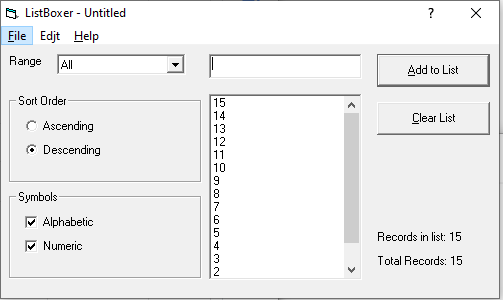 ListBoxer - Untitled
File Edjt Help
Range All Add to List
Sort Order
Ascending
Descending
Clear List
Symbols
Alphabetic
Numeric
15
14
13
12
11
10
9
8
7
6
5
4
3
2
Records in list: 15
Total Records: 15